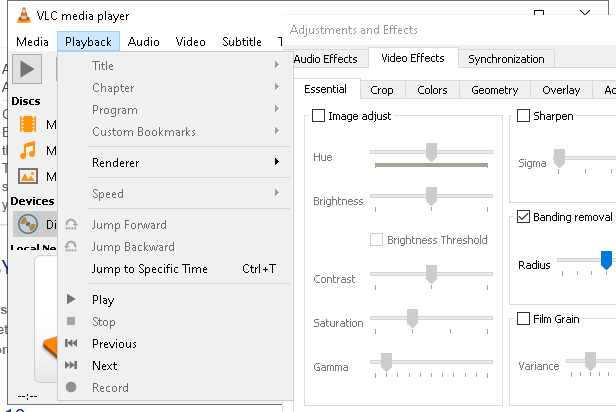 VLC media player
Media Playback Audio Video Subtitle
Title
Chapter
Program
Custom Bookmarks
Renderer
Speed
Jump Forward
Jump Backward
Jump to Specific Time Ctrl+T
Play
Stop
Previous
Next
Record
Discs
M
M
M
Devices
Di
Local Ne
--:--
Adjustments and Effects
Audio Effects Video Effects Synchronization
Essential Crop Colors Geometry Overlay
Image adjust
Hue
Brightness
Brightness Threshold
Contrast
Saturation
Gamma
Sharpen
Sigma
Banding removal
Radius
Film Grain
Variance